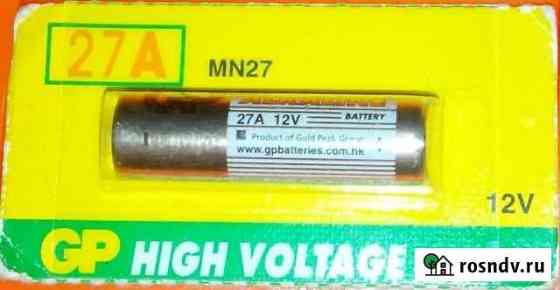 27A
MN27
27A 12V BATTERY
Product of Gold Peak Group
www.gpbatteries.com.hk
12V
GP HIGH VOLTAGE
rosndv.ru